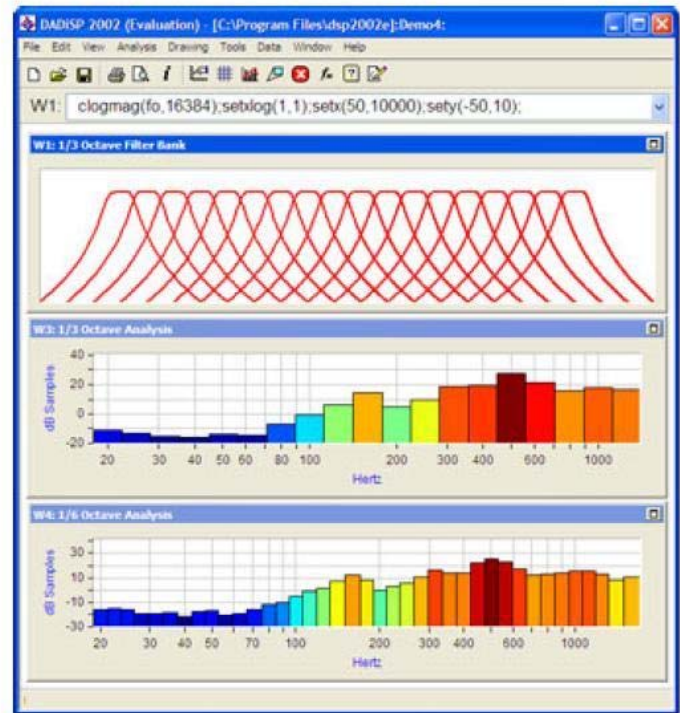 DADiSP 2002 (Evaluation) - [C:\Program Files\dsp2002e]:Demo4:
File Edit View Analysis Drawing Tools Data Window Help
W1: clogmag(fo,16384);setxlog(1,1);setx(50,10000);sety(-50,10);
W1: 1/3 Octave Filter Bank
W3: 1/3 Octave Analysis
40
20
0
-20
dB Samples
20 30 40 50 60 80 100 200 300 400 600 1000
Hertz
W4: 1/6 Octave Analysis
30
-10
-30
dB Samples
20 30 40 50 70 100 200 300 400 600 1000
Hertz